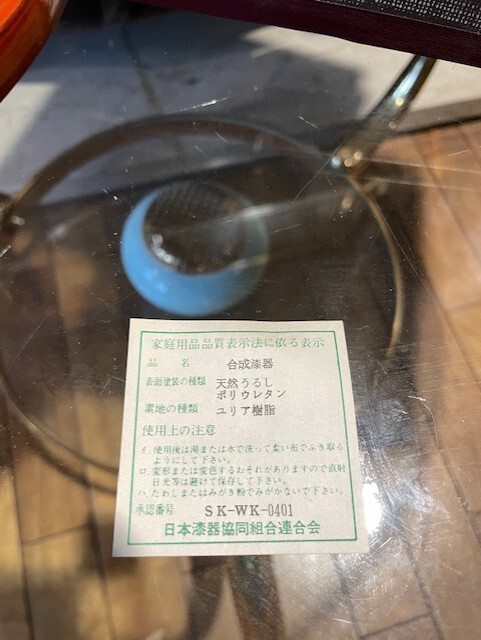 家庭用品品質表示法に依る表示
品名 合成漆器
表面塗装の種類 天然うるし
ポリウレタン
素地の種類 ユリア樹脂
使用上の注意
イ.使用後は湯または水で洗って柔い布でふき取る
ようにして下さい。
ロ.変形または変色するおそれがありますので直射
日光等は避けて保存して下さい。
ハ.たわしまたはみがき粉でみがかないで下さい。
承認番号 SK-WK-0401
日本漆器協同組合連合会